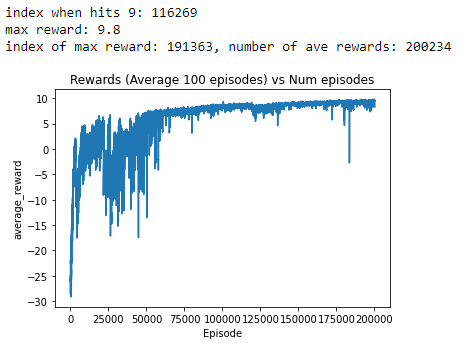 index when hits 9: 116269
max reward: 9.8
index of max reward: 191363, number of ave rewards: 200234
Rewards (Average 100 episodes) vs Num episodes
average_reward
10
5
0
−5
−10
−15
−20
−25
−30
0 25000 50000 75000 100000 125000 150000 175000 200000
Episode